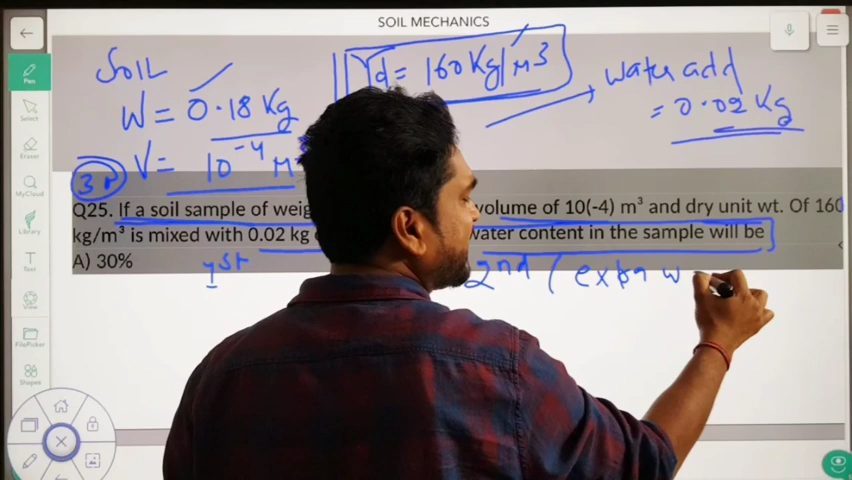 SOIL MECHANICS
SOIL
W = 0.18 Kg
V = 10-4 M
d = 160 Kg/M3
water add
= 0.02 Kg
Q25. If a soil sample of weig volume of 10(-4) m³ and dry unit wt. Of 160
kg/m³ is mixed with 0.02 kg water content in the sample will be
A) 30%
1st
2nd ( extra w
Pen
Select
Eraser
MyCloud
Library
Text
FilePicker
Shapes